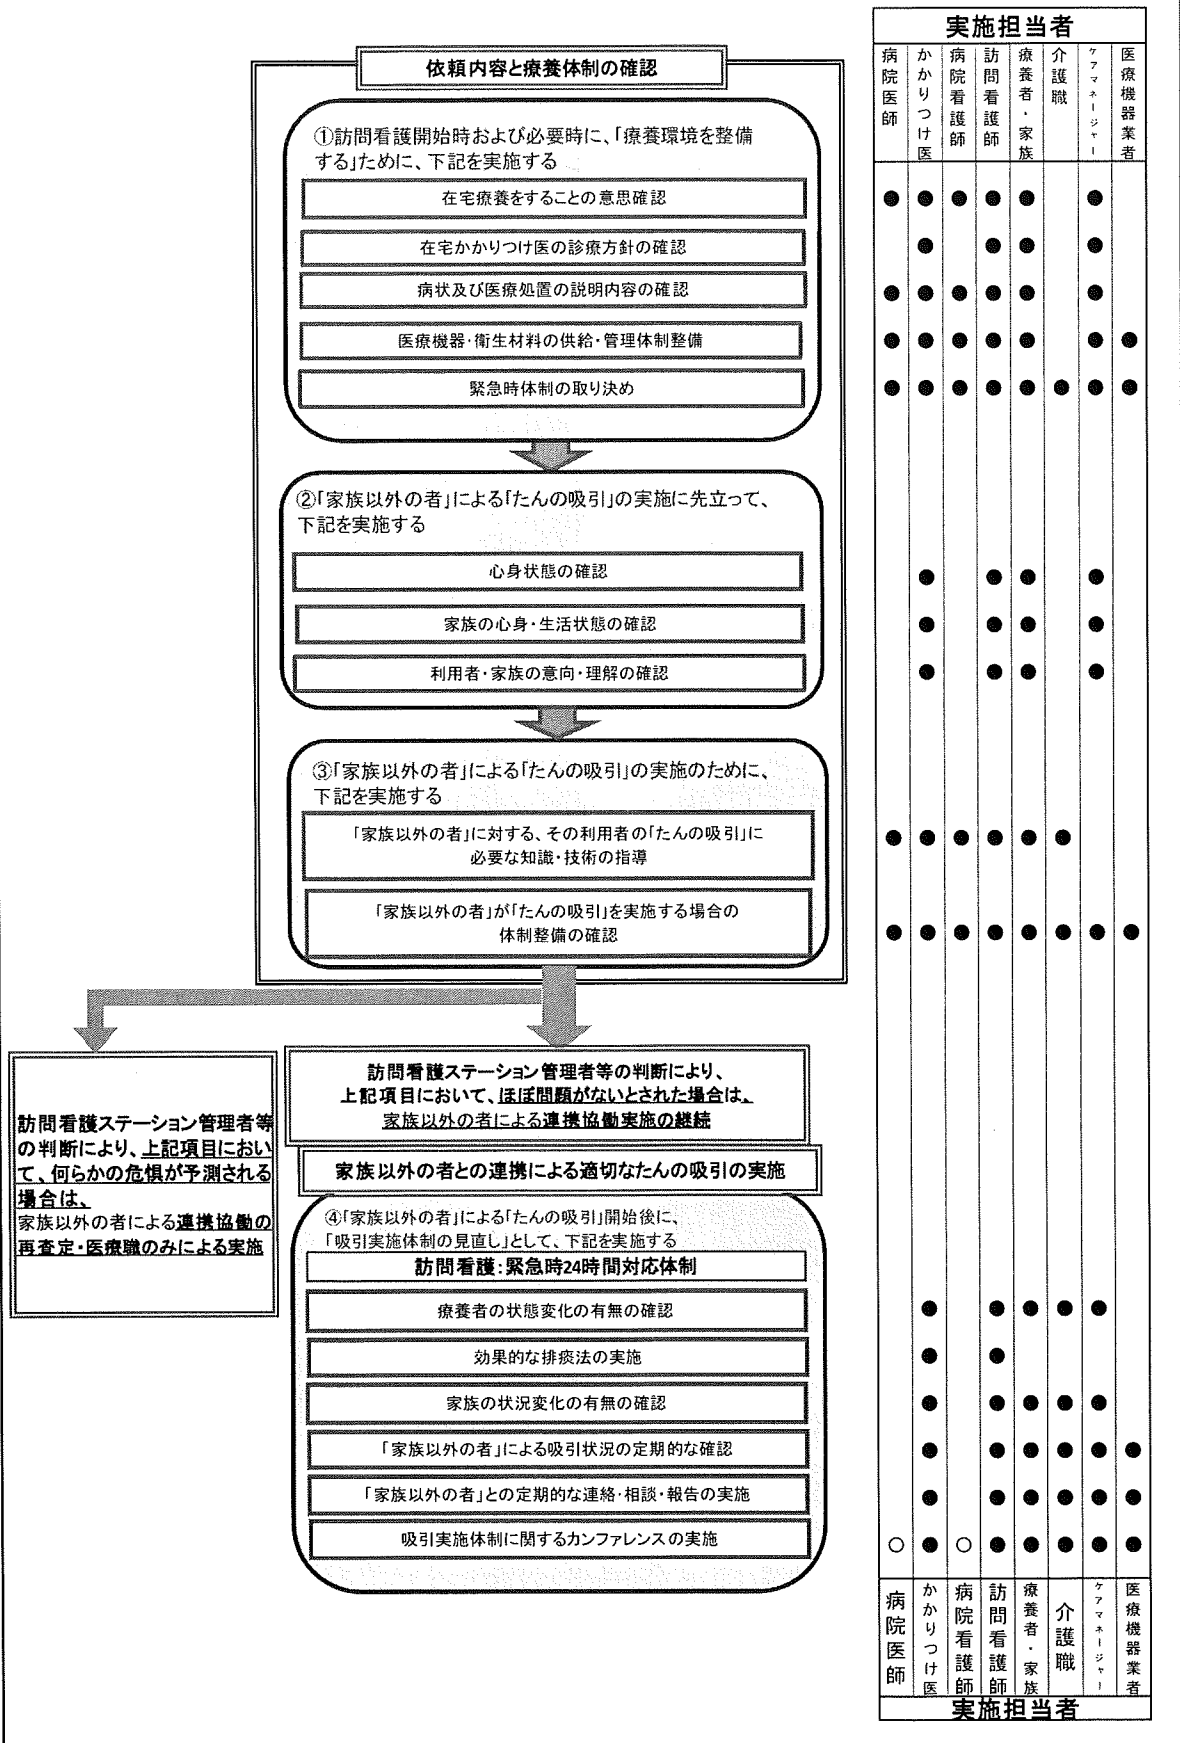 実施担当者
病院医師
かかりつけ医
病院看護師
訪問看護師
療養者・家族
介護職
ケアマネージャー
医療機器業者
依頼内容と療養体制の確認
①訪問看護開始時および必要時に、「療養環境を整備
する」ために、下記を実施する
在宅療養をすることの意思確認
● ● ● ● ● ●
在宅かかりつけ医の診療方針の確認
● ● ● ●
病状及び医療処置の説明内容の確認
● ● ● ● ● ●
医療機器・衛生材料の供給・管理体制整備
● ● ● ● ● ● ●
緊急時体制の取り決め
● ● ● ● ● ● ● ●
②「家族以外の者」による「たんの吸引」の実施に先立って、
下記を実施する
心身状態の確認
● ● ● ●
家族の心身・生活状態の確認
● ● ● ●
利用者・家族の意向・理解の確認
● ● ● ●
③「家族以外の者」による「たんの吸引」の実施のために、
下記を実施する
「家族以外の者」に対する、その利用者の「たんの吸引」に
必要な知識・技術の指導
● ● ● ● ● ●
「家族以外の者」が「たんの吸引」を実施する場合の
体制整備の確認
● ● ● ● ● ● ● ●
訪問看護ステーション管理者等
の判断により、上記項目におい
て、何らかの危惧が予測される
場合は、
家族以外の者による連携協働の
再査定・医療職のみによる実施
訪問看護ステーション管理者等の判断により、
上記項目において、ほぼ問題がないとされた場合は、
家族以外の者による連携協働実施の継続
家族以外の者との連携による適切なたんの吸引の実施
④「家族以外の者」による「たんの吸引」開始後に、
「吸引実施体制の見直し」として、下記を実施する
訪問看護:緊急時24時間対応体制
療養者の状態変化の有無の確認
● ● ● ● ●
効果的な排痰法の実施
● ●
家族の状況変化の有無の確認
● ● ● ● ●
「家族以外の者」による吸引状況の定期的な確認
● ● ● ● ● ●
「家族以外の者」との定期的な連絡・相談・報告の実施
● ● ● ● ● ●
吸引実施体制に関するカンファレンスの実施
○ ● ○ ● ● ● ● ●
病院医師
かかりつけ医
病院看護師
訪問看護師
療養者・家族
介護職
ケアマネージャー
医療機器業者
実施担当者